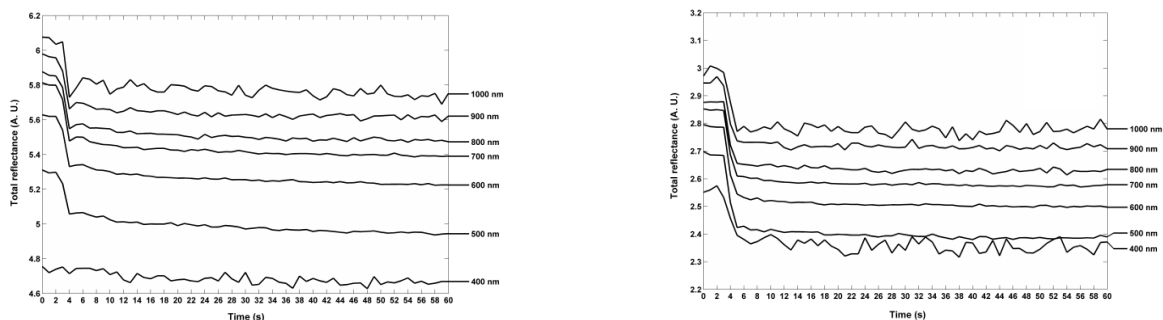 6.2
6
5.8
5.6
5.4
5.2
5
4.8
4.6
Total reflectance (A. U.)
0 2 4 6 8 10 12 14 16 18 20 22 24 26 28 30 32 34 36 38 40 42 44 46 48 50 52 54 56 58 60
Time (s)
1000 nm
900 nm
800 nm
700 nm
600 nm
500 nm
400 nm
3.2
3.1
3
2.9
2.8
2.7
2.6
2.5
2.4
2.3
2.2
Total reflectance (A. U.)
0 2 4 6 8 10 12 14 16 18 20 22 24 26 28 30 32 34 36 38 40 42 44 46 48 50 52 54 56 58 60
Time (s)
1000 nm
900 nm
800 nm
700 nm
600 nm
500 nm
400 nm